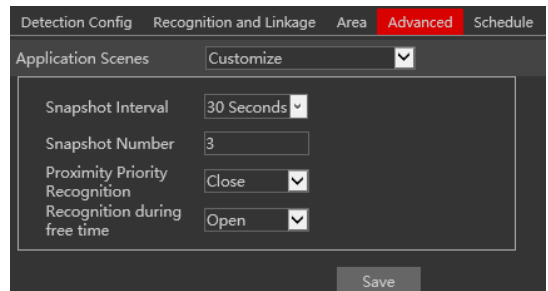 Detection Config Recognition and Linkage Area Advanced Schedule
Application Scenes Customize
Snapshot Interval 30 Seconds
Snapshot Number 3
Proximity Priority
Recognition Close
Recognition during
free time Open
Save